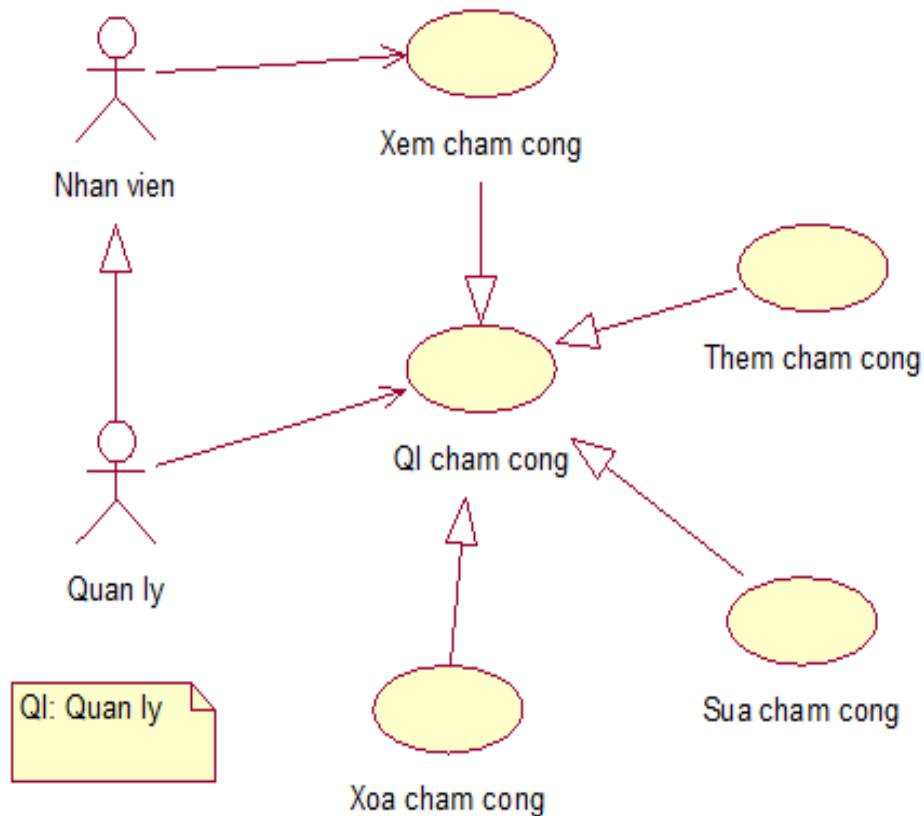 Xem cham cong
Nhan vien
Them cham cong
Ql cham cong
Quan ly
Ql: Quan ly
Sua cham cong
Xoa cham cong